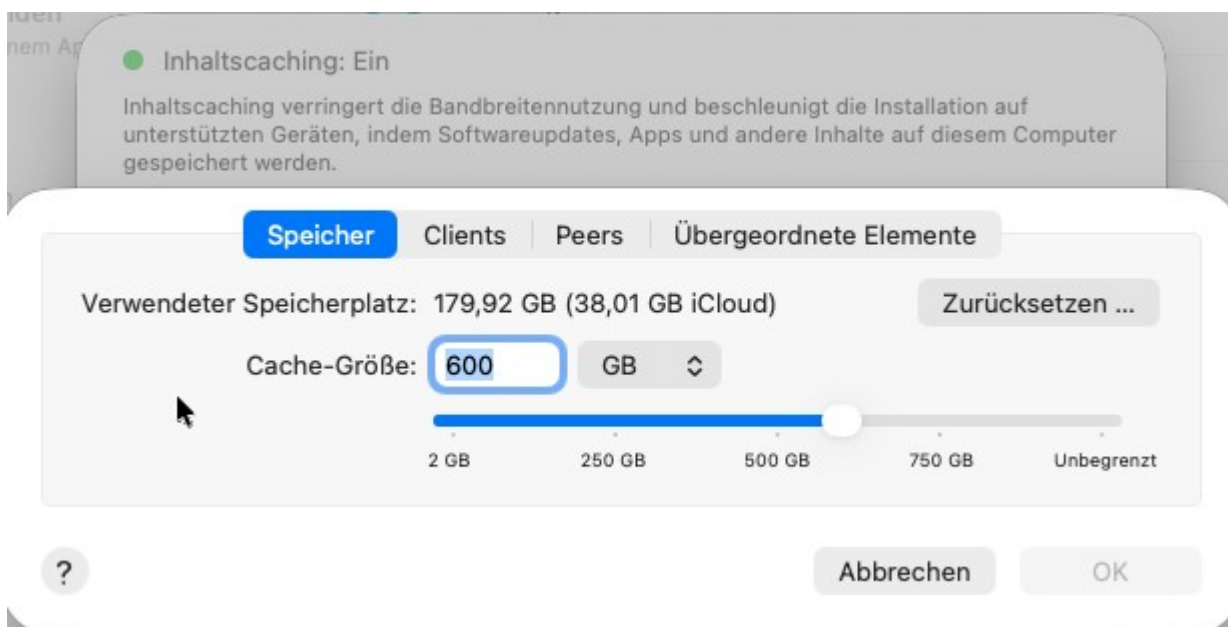 Inhaltscaching: Ein
Inhaltscaching verringert die Bandbreitennutzung und beschleunigt die Installation auf
unterstützten Geräten, indem Softwareupdates, Apps und andere Inhalte auf diesem Computer
gespeichert werden.
Speicher Clients Peers Übergeordnete Elemente
Verwendeter Speicherplatz: 179,92 GB (38,01 GB iCloud) Zurücksetzen ...
Cache-Größe: 600 GB
2 GB 250 GB 500 GB 750 GB Unbegrenzt
? Abbrechen OK